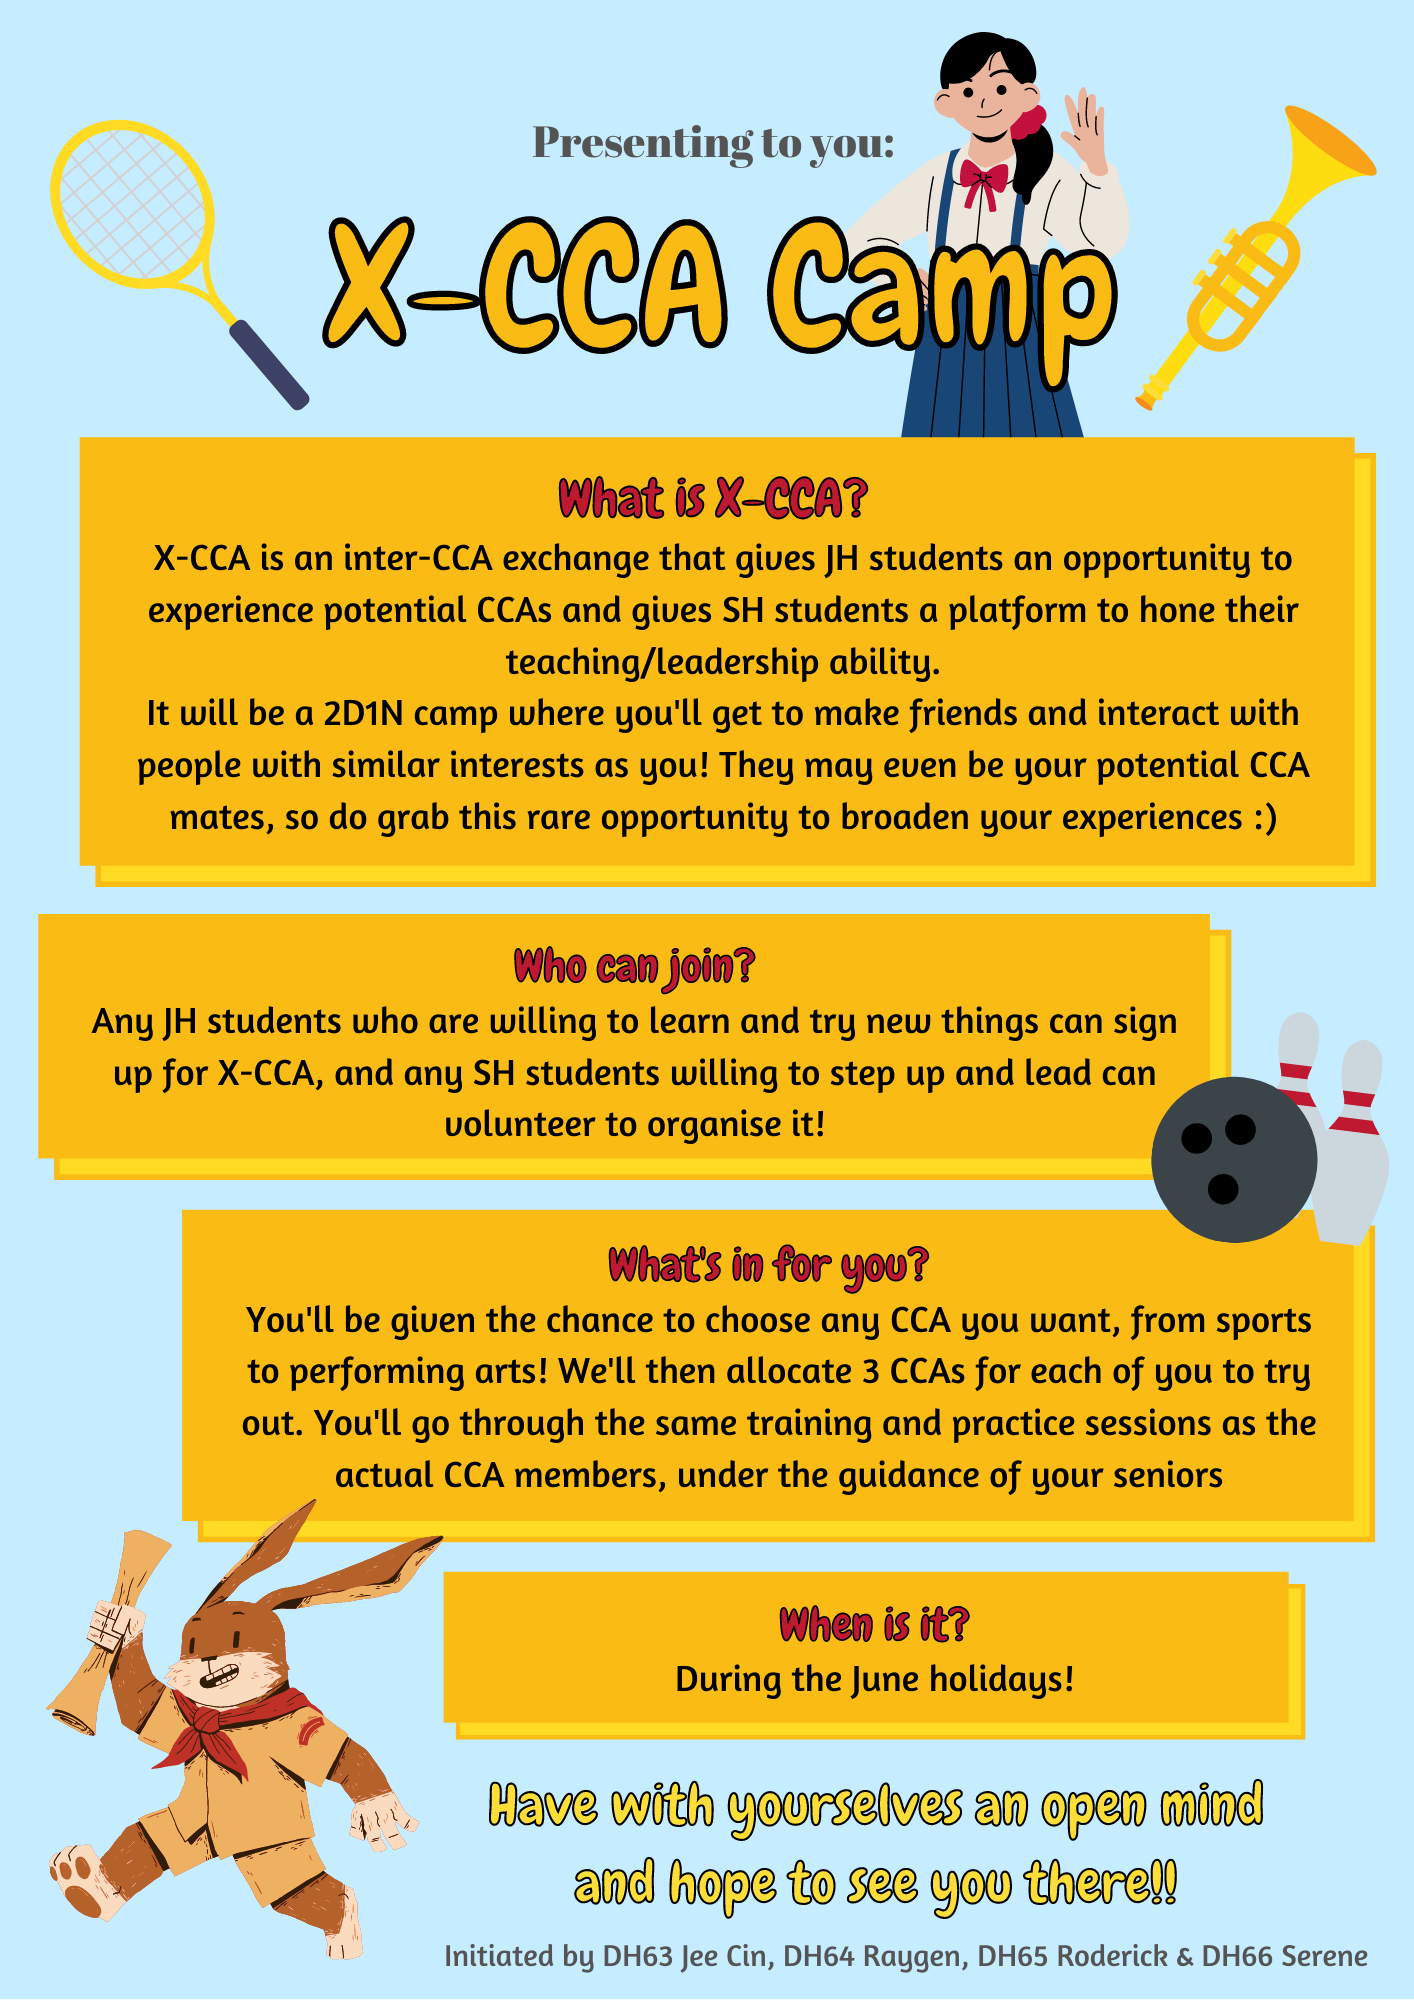 Presenting to you:
X-CCA Camp
What is X-CCA?
X-CCA is an inter-CCA exchange that gives JH students an opportunity to
experience potential CCAs and gives SH students a platform to hone their
teaching/leadership ability.
It will be a 2D1N camp where you'll get to make friends and interact with
people with similar interests as you! They may even be your potential CCA
mates, so do grab this rare opportunity to broaden your experiences :)
Who can join?
Any JH students who are willing to learn and try new things can sign
up for X-CCA, and any SH students willing to step up and lead can
volunteer to organise it!
What's in for you?
You'll be given the chance to choose any CCA you want, from sports
to performing arts! We'll then allocate 3 CCAs for each of you to try
out. You'll go through the same training and practice sessions as the
actual CCA members, under the guidance of your seniors
When is it?
During the June holidays!
Have with yourselves an open mind
and hope to see you there!!
Initiated by DH63 Jee Cin, DH64 Raygen, DH65 Roderick & DH66 Serene